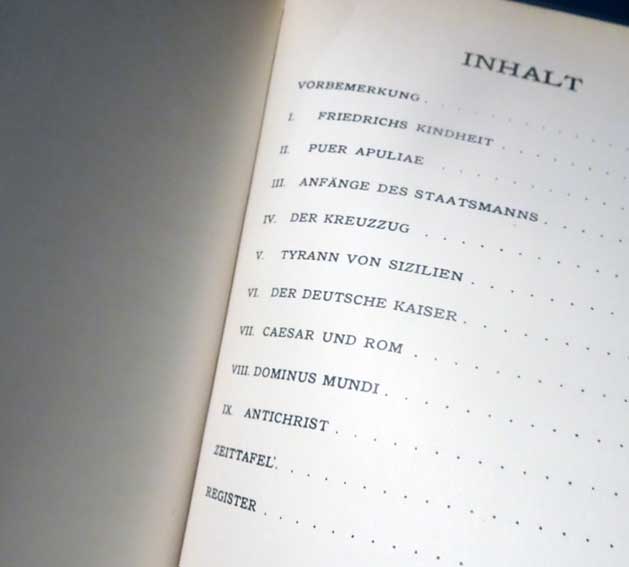 INHALT
VORBEMERKUNG . . . . . . . .
I. FRIEDRICHS KINDHEIT . . . . . .
II. PUER APULIAE . . . . . . . .
III. ANFÄNGE DES STAATSMANNS . . . .
IV. DER KREUZZUG . . . . . . . .
V. TYRANN VON SIZILIEN . . . . . .
VI. DER DEUTSCHE KAISER . . . . . .
VII. CAESAR UND ROM . . . . . . . .
VIII. DOMINUS MUNDI . . . . . . . .
IX. ANTICHRIST . . . . . . . . . .
ZEITTAFEL . . . . . . . . . .
REGISTER . . . . . . .